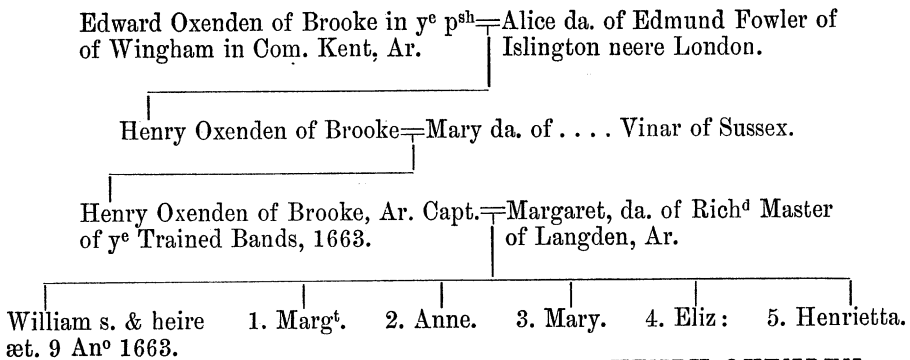 Edward Oxenden of Brooke in yᵉ pˢʰ Alice da. of Edmund Fowler of
of Wingham in Com. Kent, Ar. Islington neere London.
Henry Oxenden of Brooke Mary da. of . . . . Vinar of Sussex.
Henry Oxenden of Brooke, Ar. Capt. Margaret, da. of Richᵈ Master
of yᵉ Trained Bands, 1663. of Langden, Ar.
William s. & heire 1. Margᵗ. 2. Anne. 3. Mary. 4. Eliz: 5. Henrietta.
æt. 9 Anº 1663.